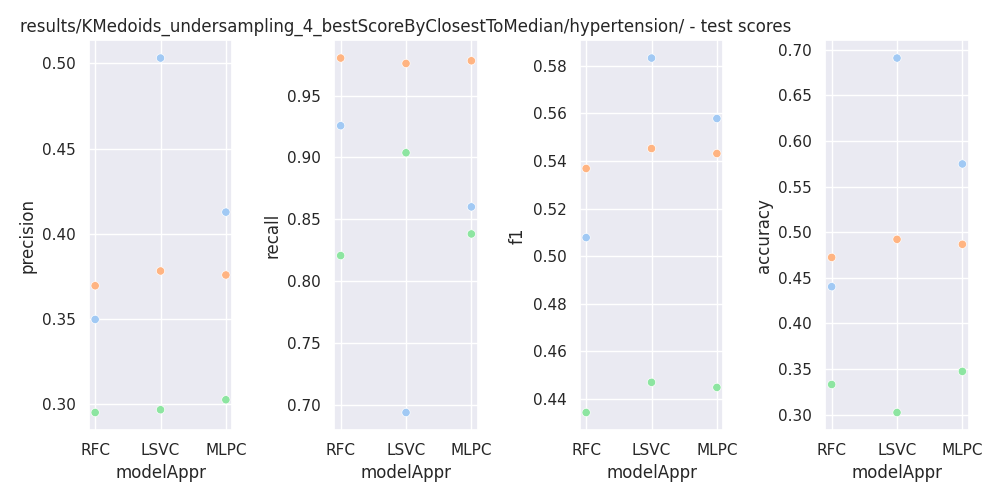 results/KMedoids_undersampling_4_bestScoreByClosestToMedian/hypertension/ - test scores
precision
0.50
0.45
0.40
0.35
0.30
RFC LSVC MLPC
modelAppr
recall
0.95
0.90
0.85
0.80
0.75
0.70
RFC LSVC MLPC
modelAppr
f1
0.58
0.56
0.54
0.52
0.50
0.48
0.46
0.44
RFC LSVC MLPC
modelAppr
accuracy
0.70
0.65
0.60
0.55
0.50
0.45
0.40
0.35
0.30
RFC LSVC MLPC
modelAppr